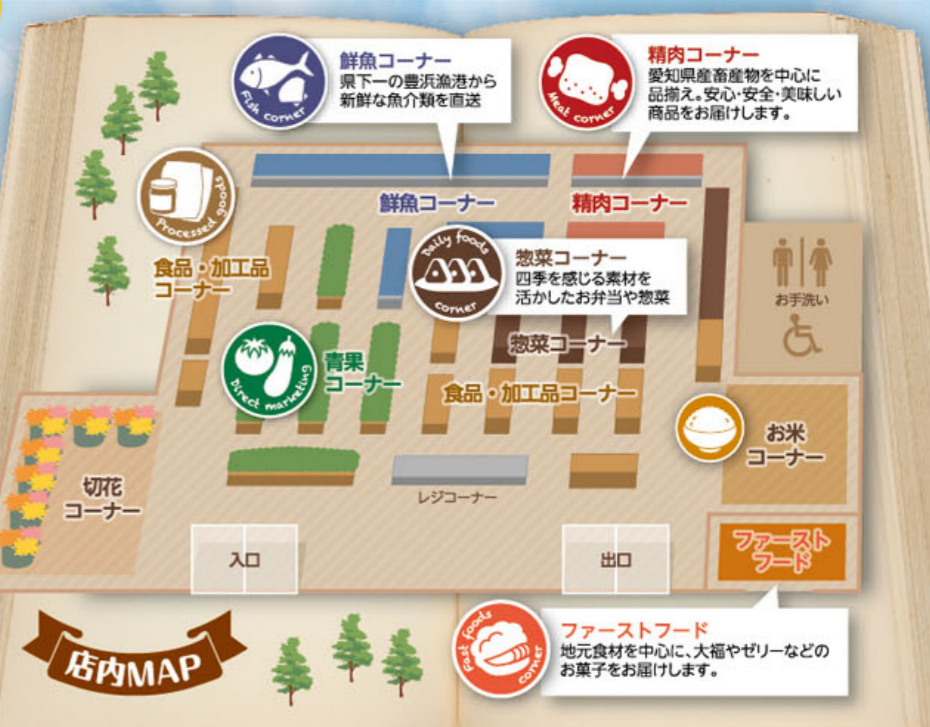 鮮魚コーナー
県下一の豊浜漁港から
新鮮な魚介類を直送
Fish corner
精肉コーナー
愛知県産畜産物を中心に
品揃え。安心・安全・美味しい
商品をお届けします。
Meat corner
Processed goods
鮮魚コーナー
精肉コーナー
食品・加工品
コーナー
Daily foods
corner
惣菜コーナー
四季を感じる素材を
活かしたお弁当や惣菜
お手洗い
惣菜コーナー
Direct marketing
青果
コーナー
食品・加工品コーナー
お米
コーナー
切花
コーナー
レジコーナー
入口
出口
ファースト
フード
店内MAP
Fast foods
corner
ファーストフード
地元食材を中心に、大福やゼリーなどの
お菓子をお届けします。